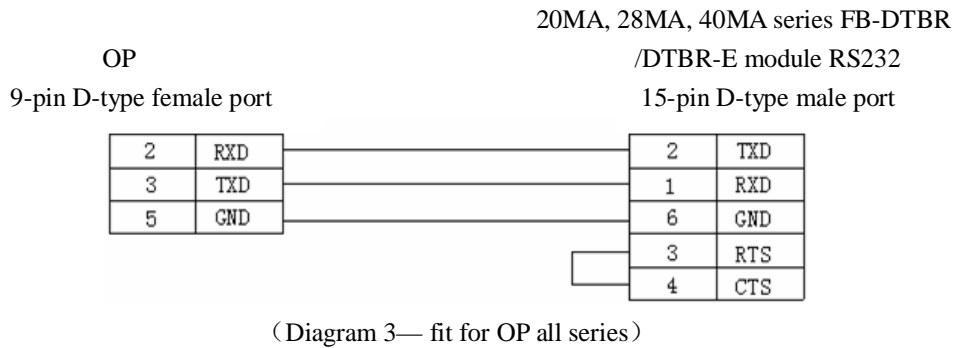 20MA, 28MA, 40MA series FB-DTBR
OP /DTBR-E module RS232
9-pin D-type female port 15-pin D-type male port
2 RXD 2 TXD
3 TXD 1 RXD
5 GND 6 GND
3 RTS
4 CTS
（Diagram 3— fit for OP all series）